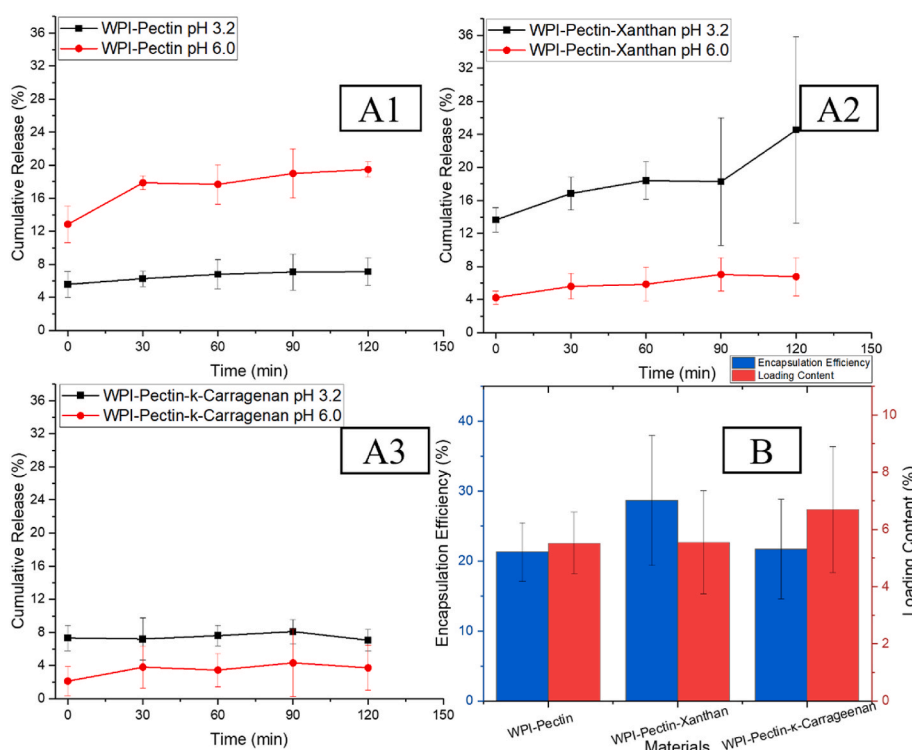 WPI-Pectin pH 3.2
WPI-Pectin pH 6.0
A1
Cumulative Release (%)
36
32
28
24
20
16
12
8
4
0
0 30 60 90 120 150
Time (min)
WPI-Pectin-Xanthan pH 3.2
WPI-Pectin-Xanthan pH 6.0
A2
Cumulative Release (%)
36
32
28
24
20
16
12
8
4
0
0 30 60 90 120 150
Time (min)
WPI-Pectin-k-Carragenan pH 3.2
WPI-Pectin-k-Carragenan pH 6.0
A3
Cumulative Release (%)
36
32
28
24
20
16
12
8
4
0
0 30 60 90 120 150
Time (min)
Encapsulation Efficiency
Loading Content
B
Encapsulation Efficiency (%)
40
30
20
10
0
Loading Content (%)
10
8
6
4
2
0
WPI-Pectin
WPI-Pectin-Xanthan
WPI-Pectin-κ-Carrageenan
Materials